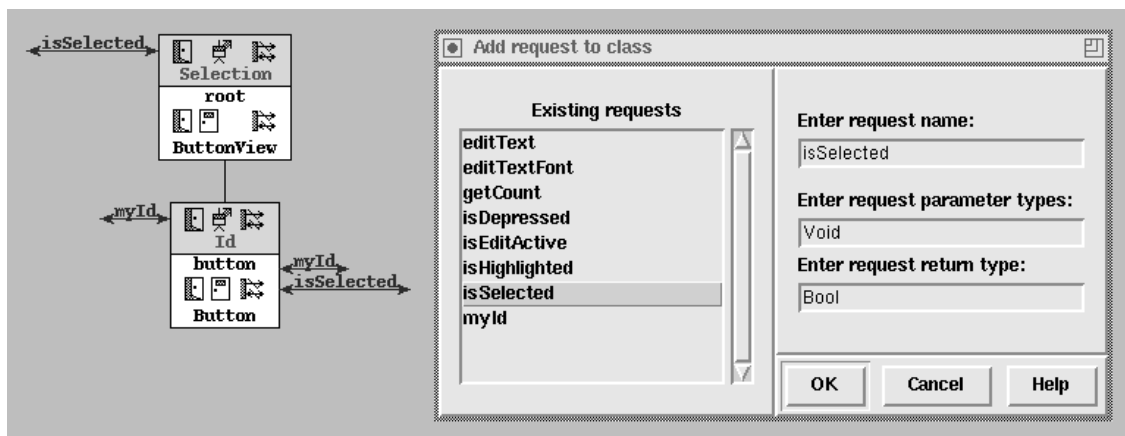 isSelected
Selection
root
ButtonView
myId
Id
button
myId
isSelected
Button
Add request to class
Existing requests
editText
editTextFont
getCount
isDepressed
isEditActive
isHighlighted
isSelected
myId
Enter request name:
isSelected
Enter request parameter types:
Void
Enter request return type:
Bool
OK Cancel Help